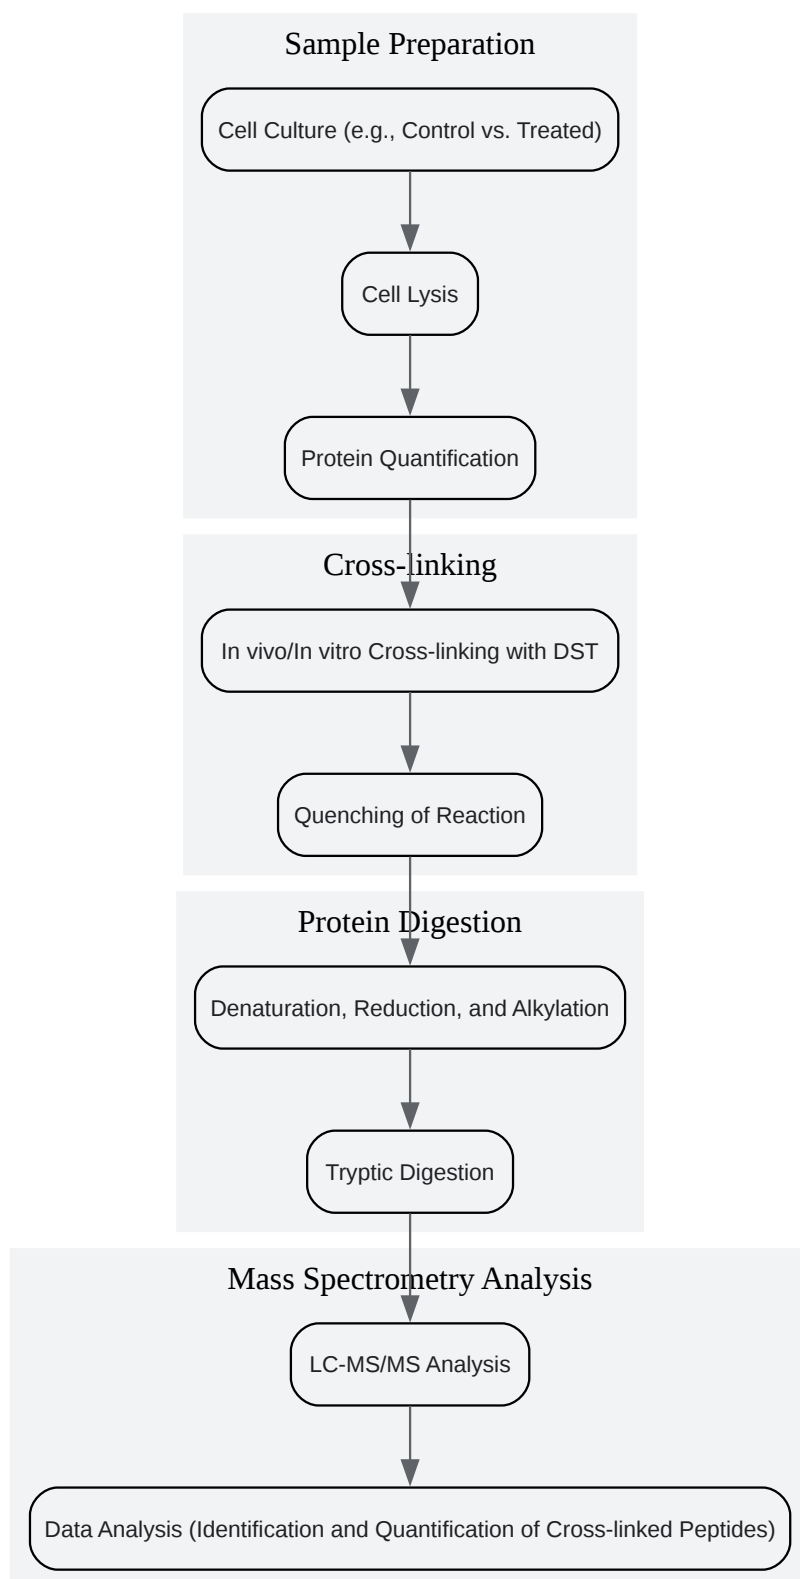 Sample Preparation
Cell Culture (e.g., Control vs. Treated)
Cell Lysis
Protein Quantification
Cross-linking
In vivo/In vitro Cross-linking with DST
Quenching of Reaction
Protein Digestion
Denaturation, Reduction, and Alkylation
Tryptic Digestion
Mass Spectrometry Analysis
LC-MS/MS Analysis
Data Analysis (Identification and Quantification of Cross-linked Peptides)